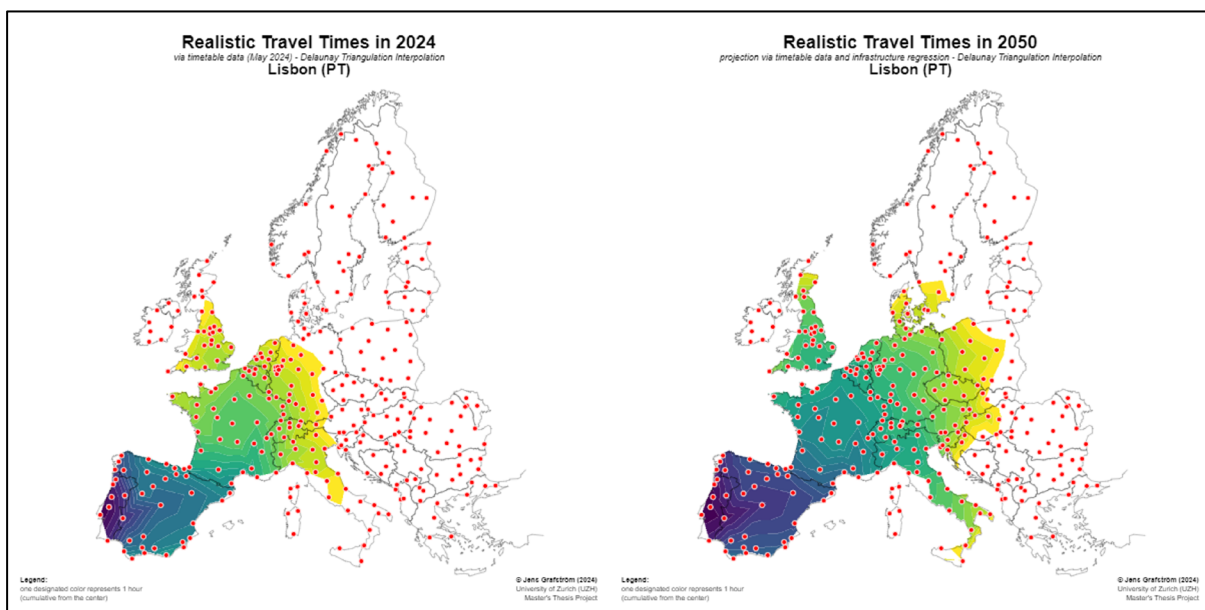 Realistic Travel Times in 2024
via timetable data (May 2024) - Delaunay Triangulation Interpolation
Lisbon (PT)
Legend:
one designated color represents 1 hour
(cumulative from the center)
© Jens Grafström (2024)
University of Zurich (UZH)
Master's Thesis Project
Realistic Travel Times in 2050
projection via timetable data and infrastructure regression - Delaunay Triangulation Interpolation
Lisbon (PT)
Legend:
one designated color represents 1 hour
(cumulative from the center)
© Jens Grafström (2024)
University of Zurich (UZH)
Master's Thesis Project